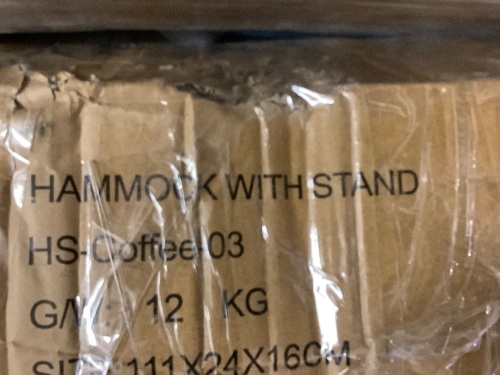 HAMMOCK WITH STAND
HS-Coffee-03
G/W: 12 KG
SIZE:111X24X16CM